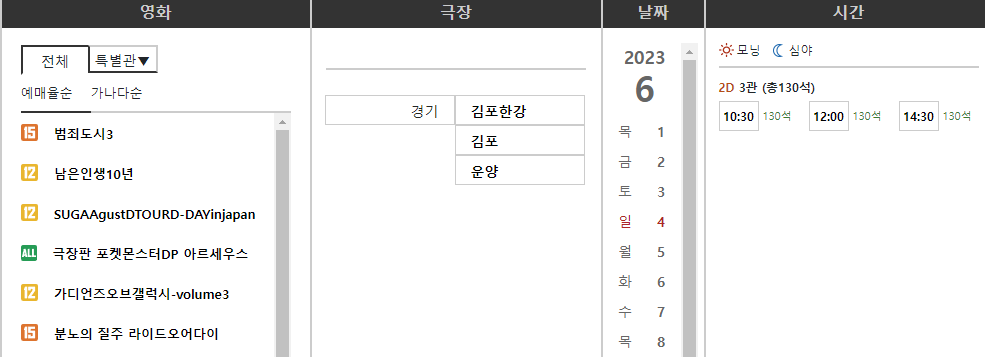 영화
전체
특별관▼
예매율순 가나다순
15 범죄도시3
12 남은인생10년
12 SUGAAgustDTOURD-DAYinjapan
ALL 극장판 포켓몬스터DP 아르세우스
12 가디언즈오브갤럭시-volume3
15 분노의 질주 라이드오어다이
극장
경기
김포한강
김포
운양
날짜
2023
6
목 1
금 2
토 3
일 4
월 5
화 6
수 7
목 8
시간
모닝 심야
2D 3관 (총130석)
10:30 130석 12:00 130석 14:30 130석